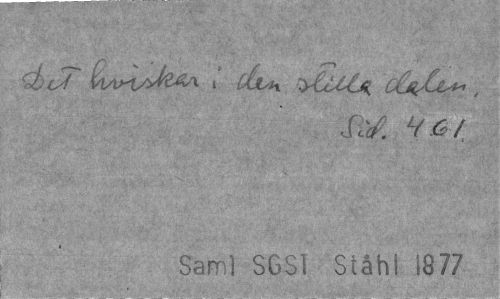 Det hviskar i den stilla dalen.
Sid. 461.
Saml SGSI Ståhl 1877